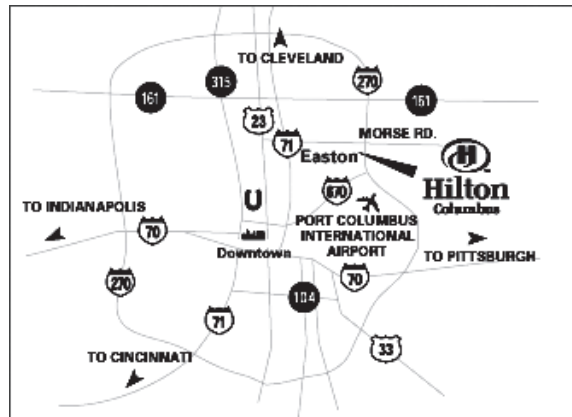 TO CLEVELAND
315
270
161
161
23
MORSE RD.
71
Easton
H
Hilton
Columbus
670
U
TO INDIANAPOLIS
PORT COLUMBUS
INTERNATIONAL
AIRPORT
70
Downtown
TO PITTSBURGH
70
270
104
71
33
TO CINCINNATI